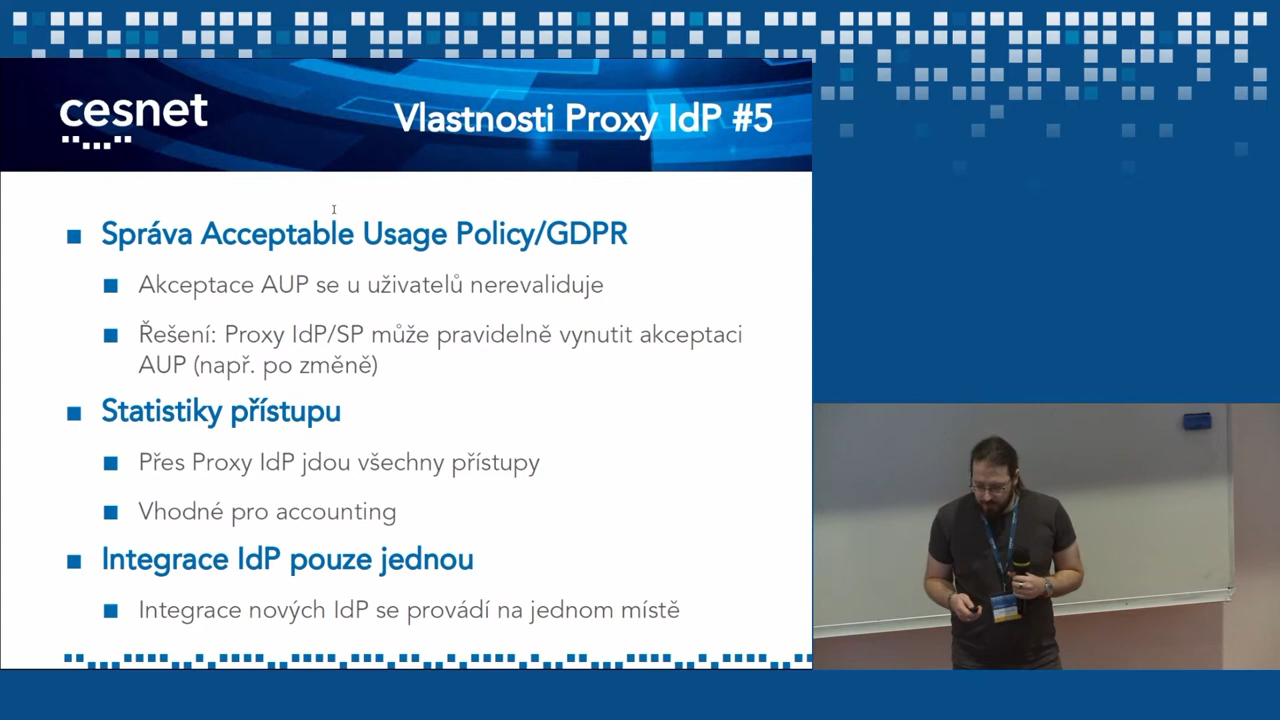 cesnet
Vlastnosti Proxy IdP #5
Správa Acceptable Usage Policy/GDPR
Akceptace AUP se u uživatelů nerevaliduje
Řešení: Proxy IdP/SP může pravidelně vynutit akceptaci
AUP (např. po změně)
Statistiky přístupu
Přes Proxy IdP jdou všechny přístupy
Vhodné pro accounting
Integrace IdP pouze jednou
Integrace nových IdP se provádí na jednom místě